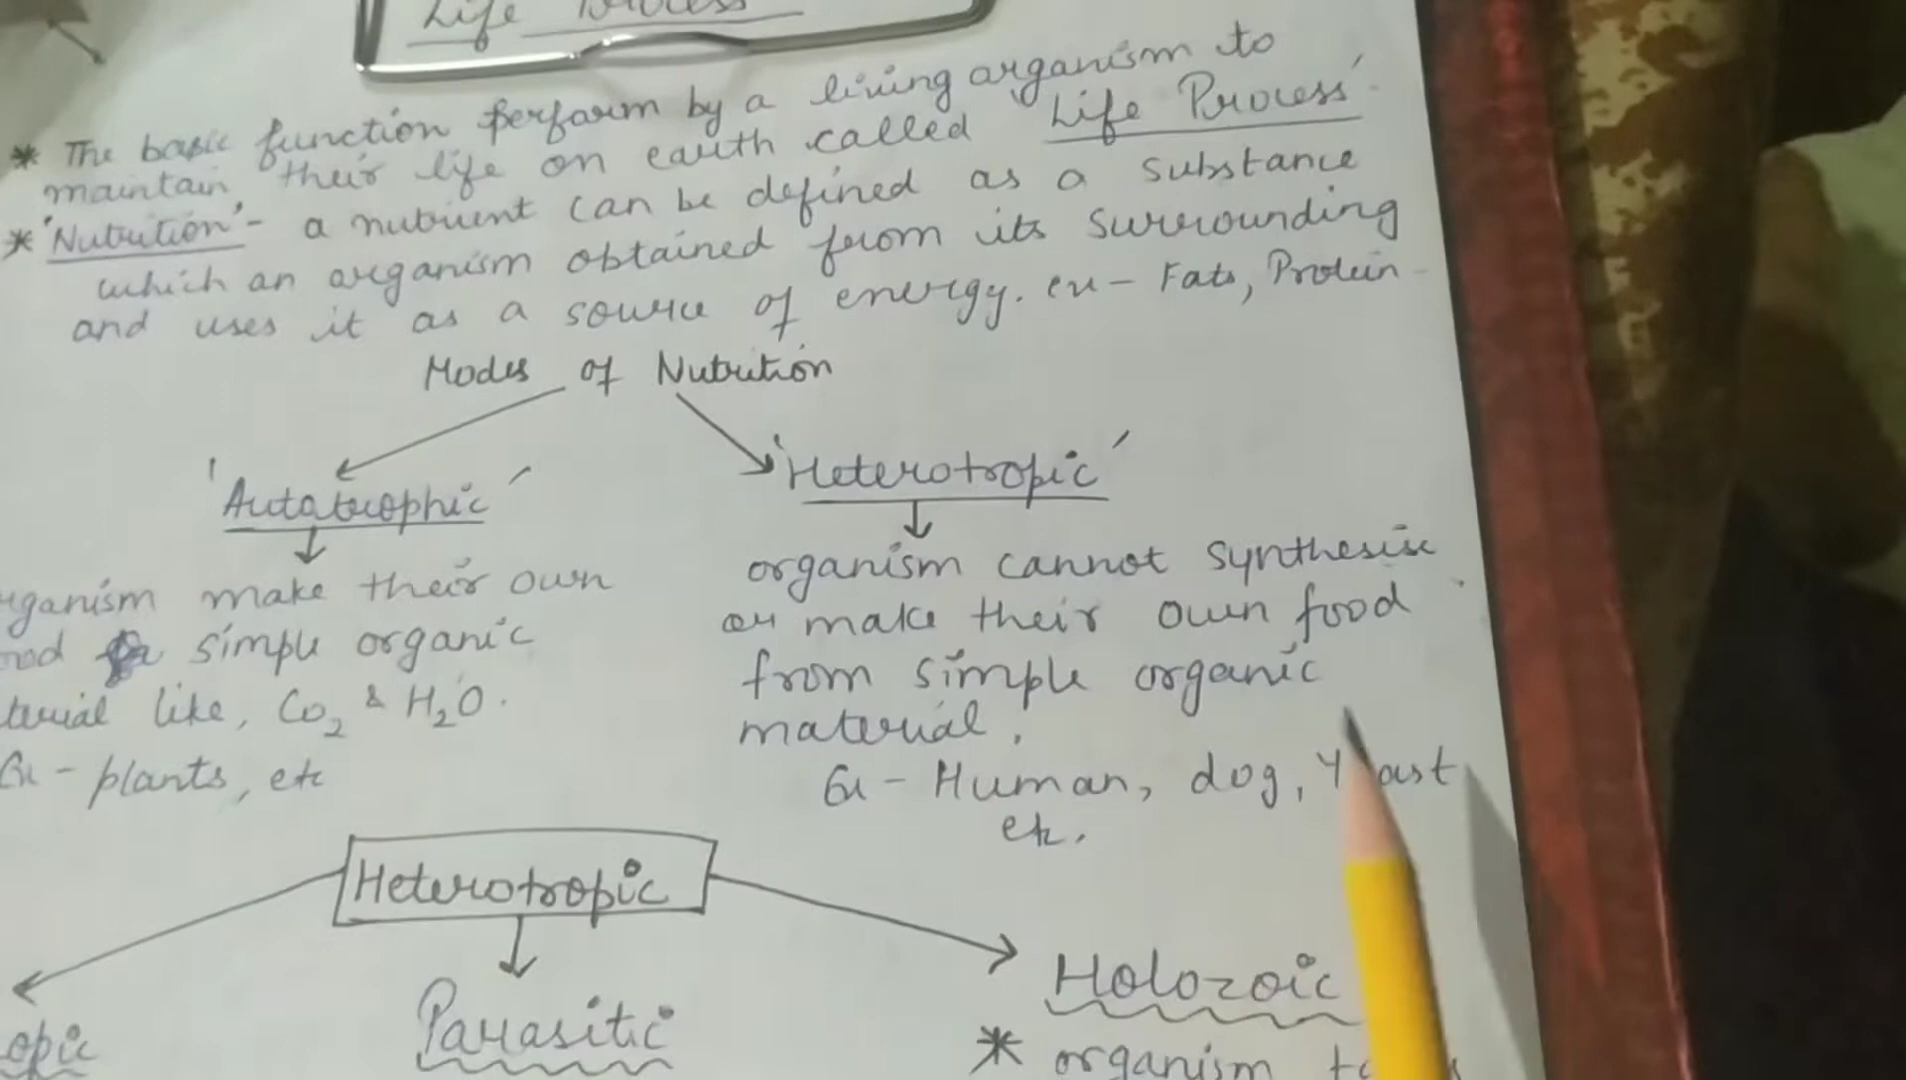 Life Process
* The basic function perform by a living organism to
maintain their life on earth called 'Life Process'.
* 'Nutrition' - a nutrient can be defined as a substance
which an organism obtained from its surrounding
and uses it as a source of energy. ex - Fats, Protein
Modes of Nutrition
'Autotrophic'
'Heterotropic'
organism make their own
simple organic
like, Co2 & H2O.
Ex - plants, etc
organism cannot synthesise
or make their own food
from simple organic
material.
Ex - Human, dog, Yeast
etc.
Heterotropic
opic
Parasitic
Holozoic
* organism